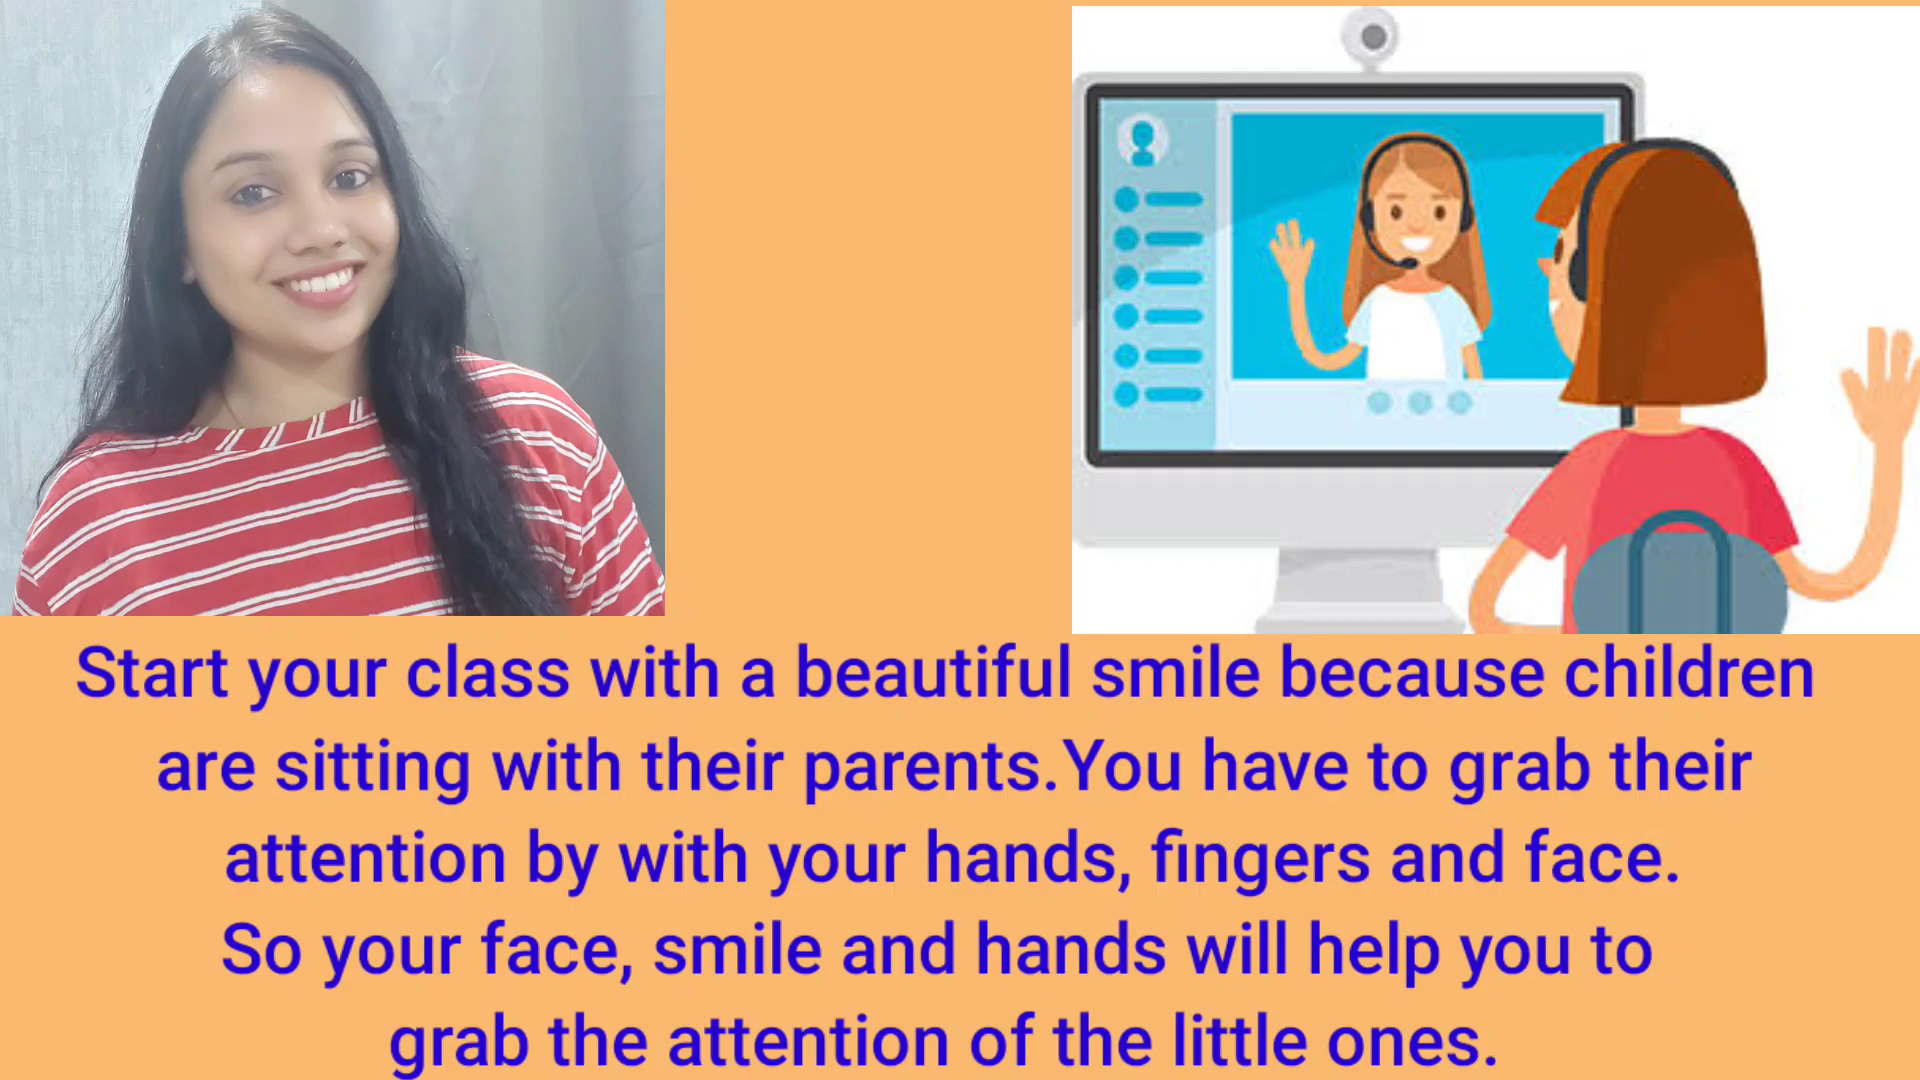 Start your class with a beautiful smile because children
are sitting with their parents.You have to grab their
attention by with your hands, fingers and face.
So your face, smile and hands will help you to
grab the attention of the little ones.